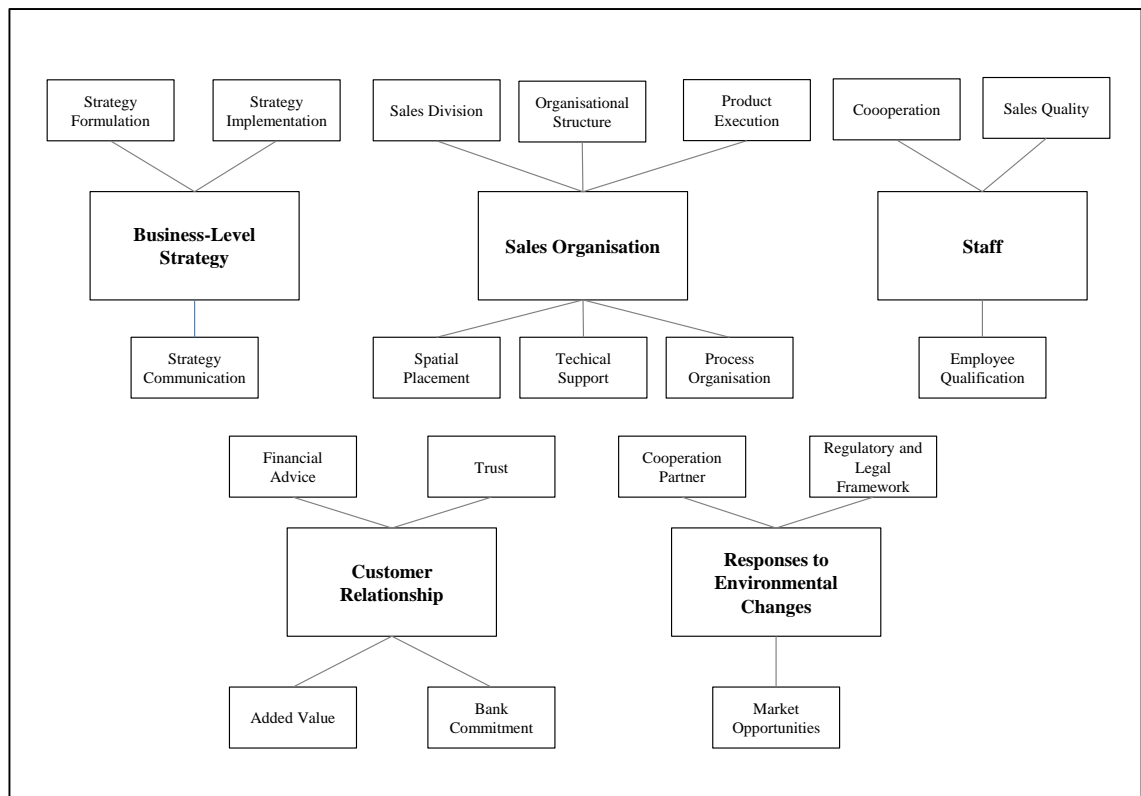 Strategy
Formulation
Strategy
Implementation
Sales Division
Organisational
Structure
Product
Execution
Coooperation
Sales Quality
Business-Level
Strategy
Sales Organisation
Staff
Strategy
Communication
Spatial
Placement
Techical
Support
Process
Organisation
Employee
Qualification
Financial
Advice
Trust
Cooperation
Partner
Regulatory and
Legal
Framework
Customer
Relationship
Responses to
Environmental
Changes
Added Value
Bank
Commitment
Market
Opportunities